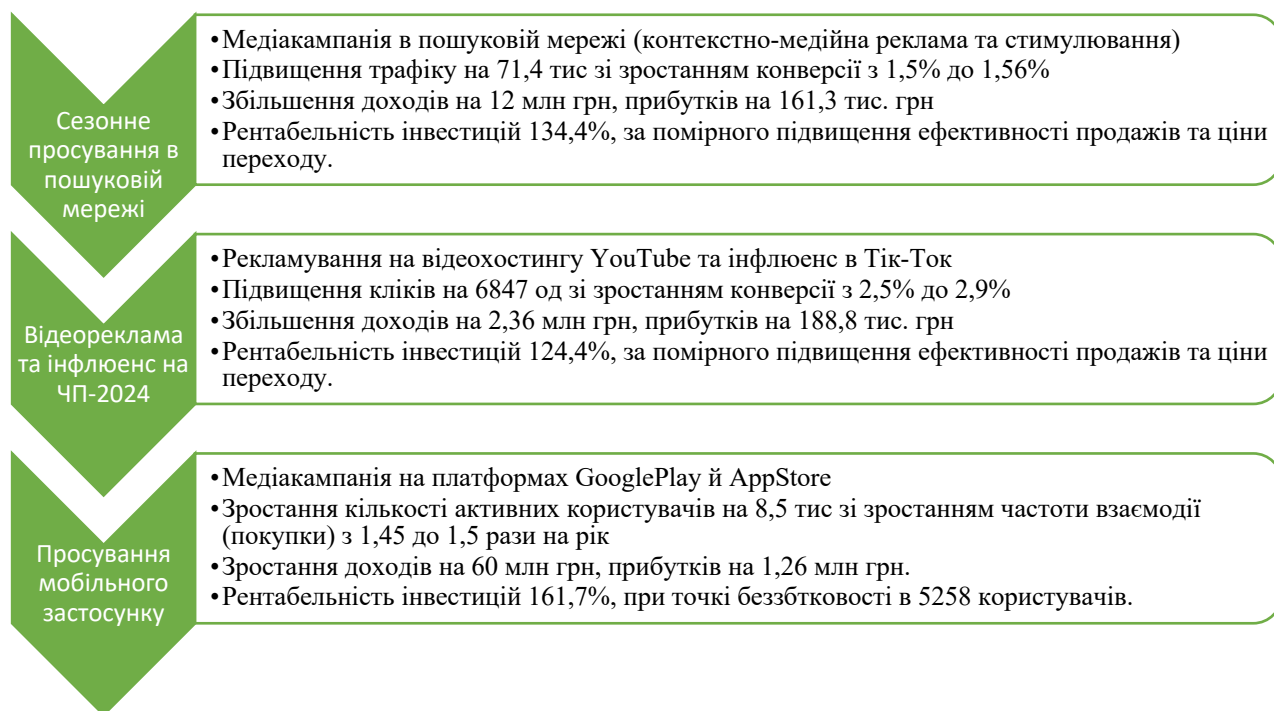 Сезонне
просування в
пошуковій
мережі
•Медіакампанія в пошуковій мережі (контекстно-медійна реклама та стимулювання)
•Підвищення трафіку на 71,4 тис зі зростанням конверсії з 1,5% до 1,56%
•Збільшення доходів на 12 млн грн, прибутків на 161,3 тис. грн
•Рентабельність інвестицій 134,4%, за помірного підвищення ефективності продажів та ціни
переходу.
Відеореклама
та інфлюенс на
ЧП-2024
•Рекламування на відеохостингу YouTube та інфлюенс в Тік-Ток
•Підвищення кліків на 6847 од зі зростанням конверсії з 2,5% до 2,9%
•Збільшення доходів на 2,36 млн грн, прибутків на 188,8 тис. грн
•Рентабельність інвестицій 124,4%, за помірного підвищення ефективності продажів та ціни
переходу.
Просування
мобільного
застосунку
•Медіакампанія на платформах GooglePlay й AppStore
•Зростання кількості активних користувачів на 8,5 тис зі зростанням частоти взаємодії
(покупки) з 1,45 до 1,5 рази на рік
•Зростання доходів на 60 млн грн, прибутків на 1,26 млн грн.
•Рентабельність інвестицій 161,7%, при точкі беззбтковості в 5258 користувачів.